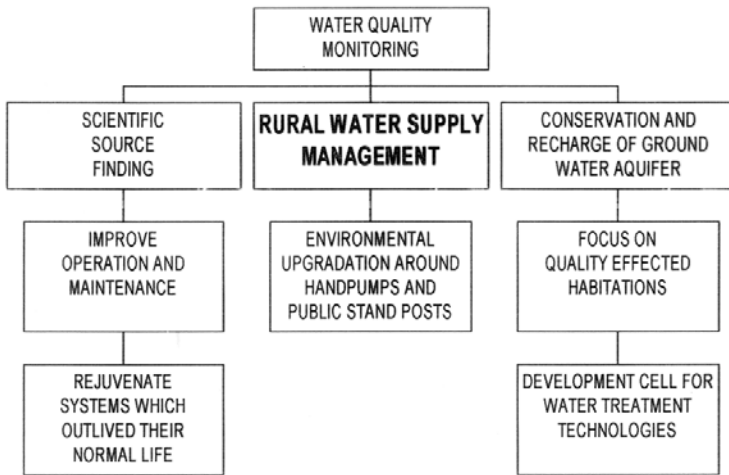 WATER QUALITY
MONITORING
SCIENTIFIC
SOURCE
FINDING
RURAL WATER SUPPLY
MANAGEMENT
CONSERVATION AND
RECHARGE OF GROUND
WATER AQUIFER
IMPROVE
OPERATION AND
MAINTENANCE
ENVIRONMENTAL
UPGRADATION AROUND
HANDPUMPS AND
PUBLIC STAND POSTS
FOCUS ON
QUALITY EFFECTED
HABITATIONS
REJUVENATE
SYSTEMS WHICH
OUTLIVED THEIR
NORMAL LIFE
DEVELOPMENT CELL FOR
WATER TREATMENT
TECHNOLOGIES